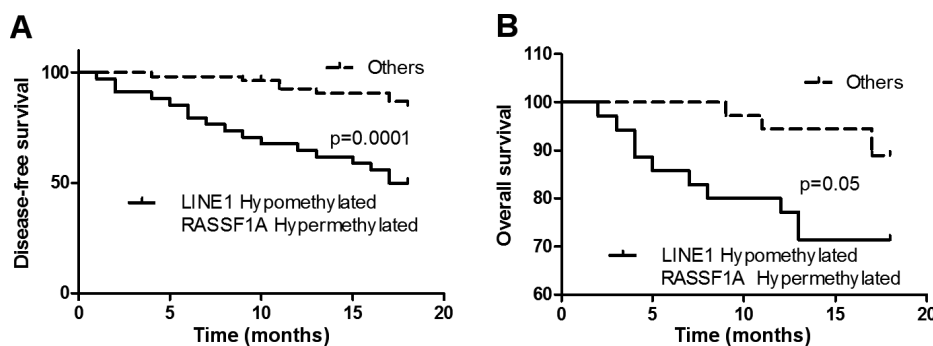 A
Disease-free survival
100
50
0
0
5
10
15
20
Time (months)
Others
p=0.0001
LINE1 Hypomethylated
RASSF1A Hypermethylated
B
Overall survival
110
100
90
80
70
60
0
5
10
15
20
Time (months)
Others
p=0.05
LINE1 Hypomethylated
RASSF1A Hypermethylated